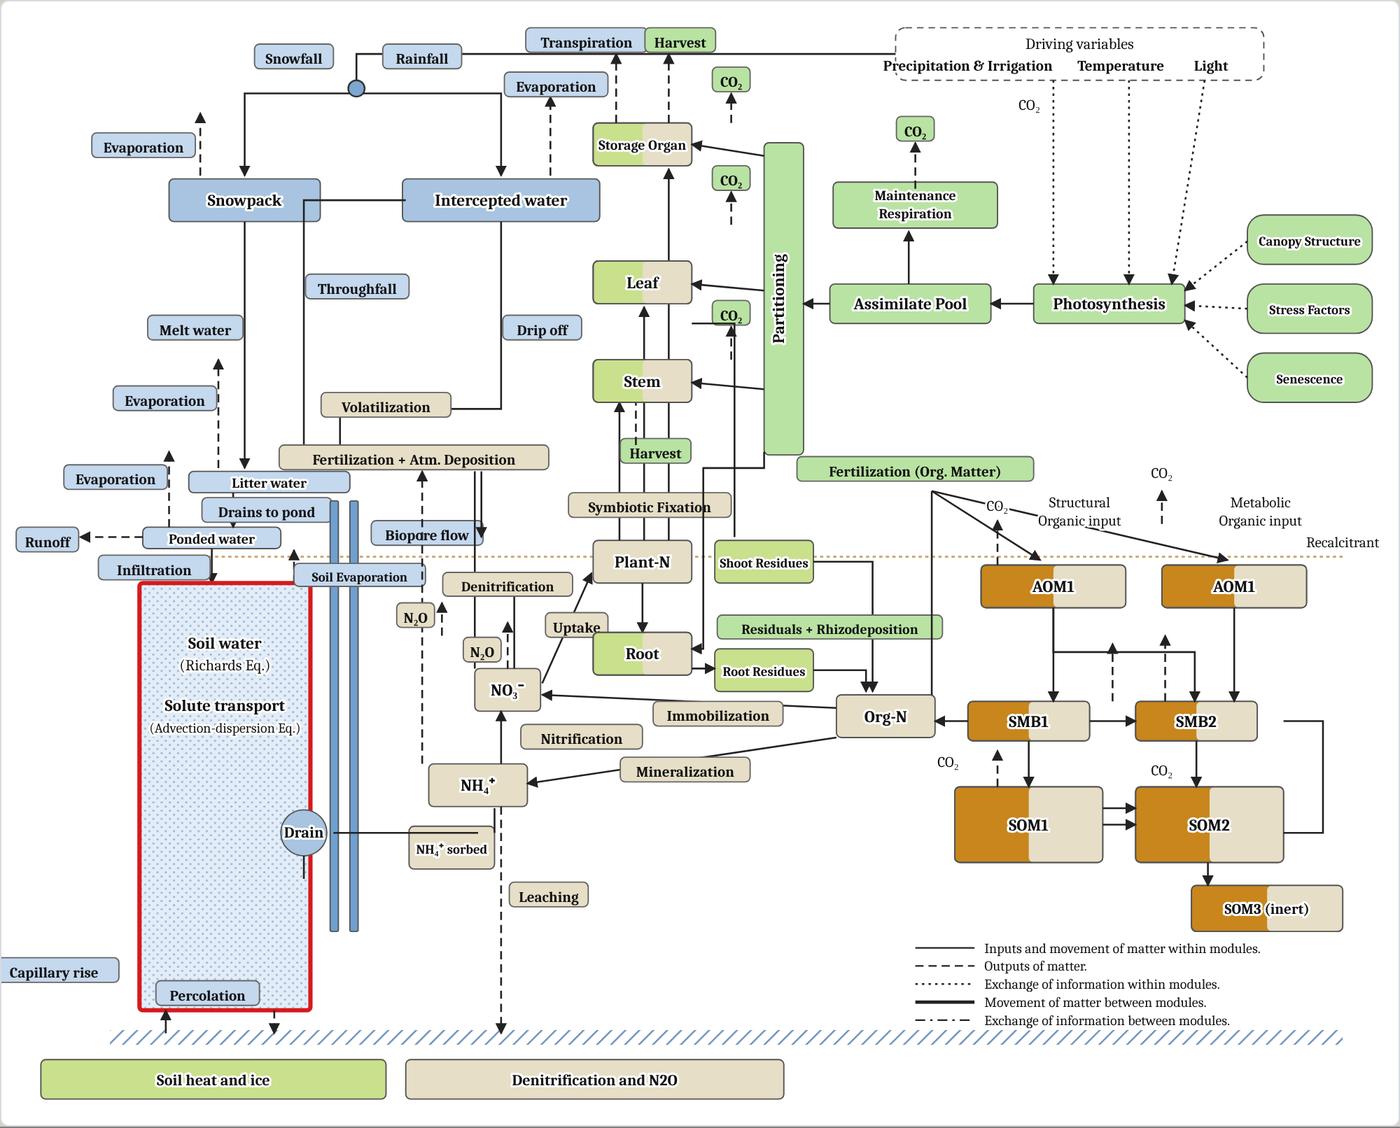 Snowfall
Rainfall
Transpiration
Harvest
Driving variables
Precipitation & Irrigation
Temperature
Light
Evaporation
CO₂
CO₂
Evaporation
Storage Organ
CO₂
CO₂
Maintenance
Respiration
Snowpack
Intercepted water
Canopy Structure
Throughfall
Leaf
Partitioning
Assimilate Pool
Photosynthesis
Stress Factors
Melt water
Drip off
CO₂
Stem
Senescence
Evaporation
Volatilization
Harvest
Fertilization + Atm. Deposition
Fertilization (Org. Matter)
Evaporation
Litter water
CO₂
Drains to pond
Symbiotic Fixation
CO₂
Structural
Organic input
Metabolic
Organic input
Runoff
Ponded water
Biopore flow
Recalcitrant
Infiltration
Soil Evaporation
Plant-N
Shoot Residues
Denitrification
AOM1
AOM1
N₂O
Uptake
Residuals + Rhizodeposition
Soil water
(Richards Eq.)
N₂O
Root
Root Residues
NO₃⁻
Solute transport
(Advection-dispersion Eq.)
Immobilization
Org-N
SMB1
SMB2
Nitrification
Mineralization
CO₂
CO₂
NH₄⁺
Drain
NH₄⁺ sorbed
SOM1
SOM2
Leaching
SOM3 (inert)
Inputs and movement of matter within modules.
Outputs of matter.
Exchange of information within modules.
Movement of matter between modules.
Exchange of information between modules.
Capillary rise
Percolation
Soil heat and ice
Denitrification and N2O